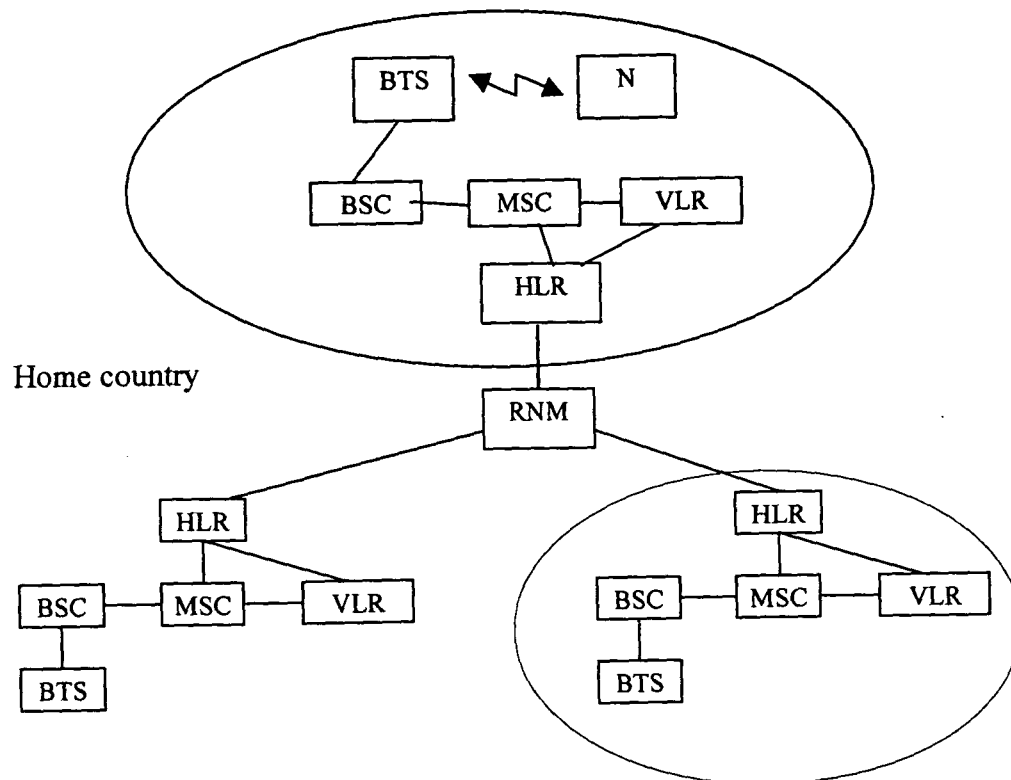 BTS
N
BSC
MSC
VLR
HLR
Home country
RNM
HLR
HLR
BSC
MSC
VLR
BSC
MSC
VLR
BTS
BTS